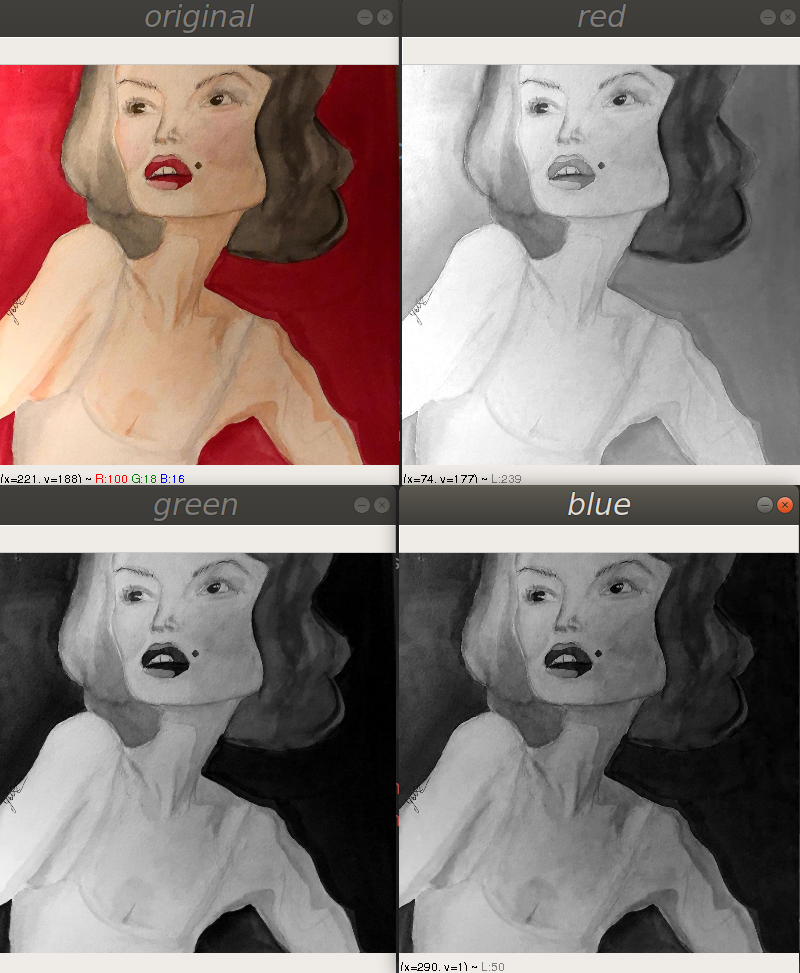 original
red
(x=221, y=188) ~ R:100 G:18 B:16
(x=74, y=177) ~ L:239
green
blue
(x=290, y=1) ~ L:50